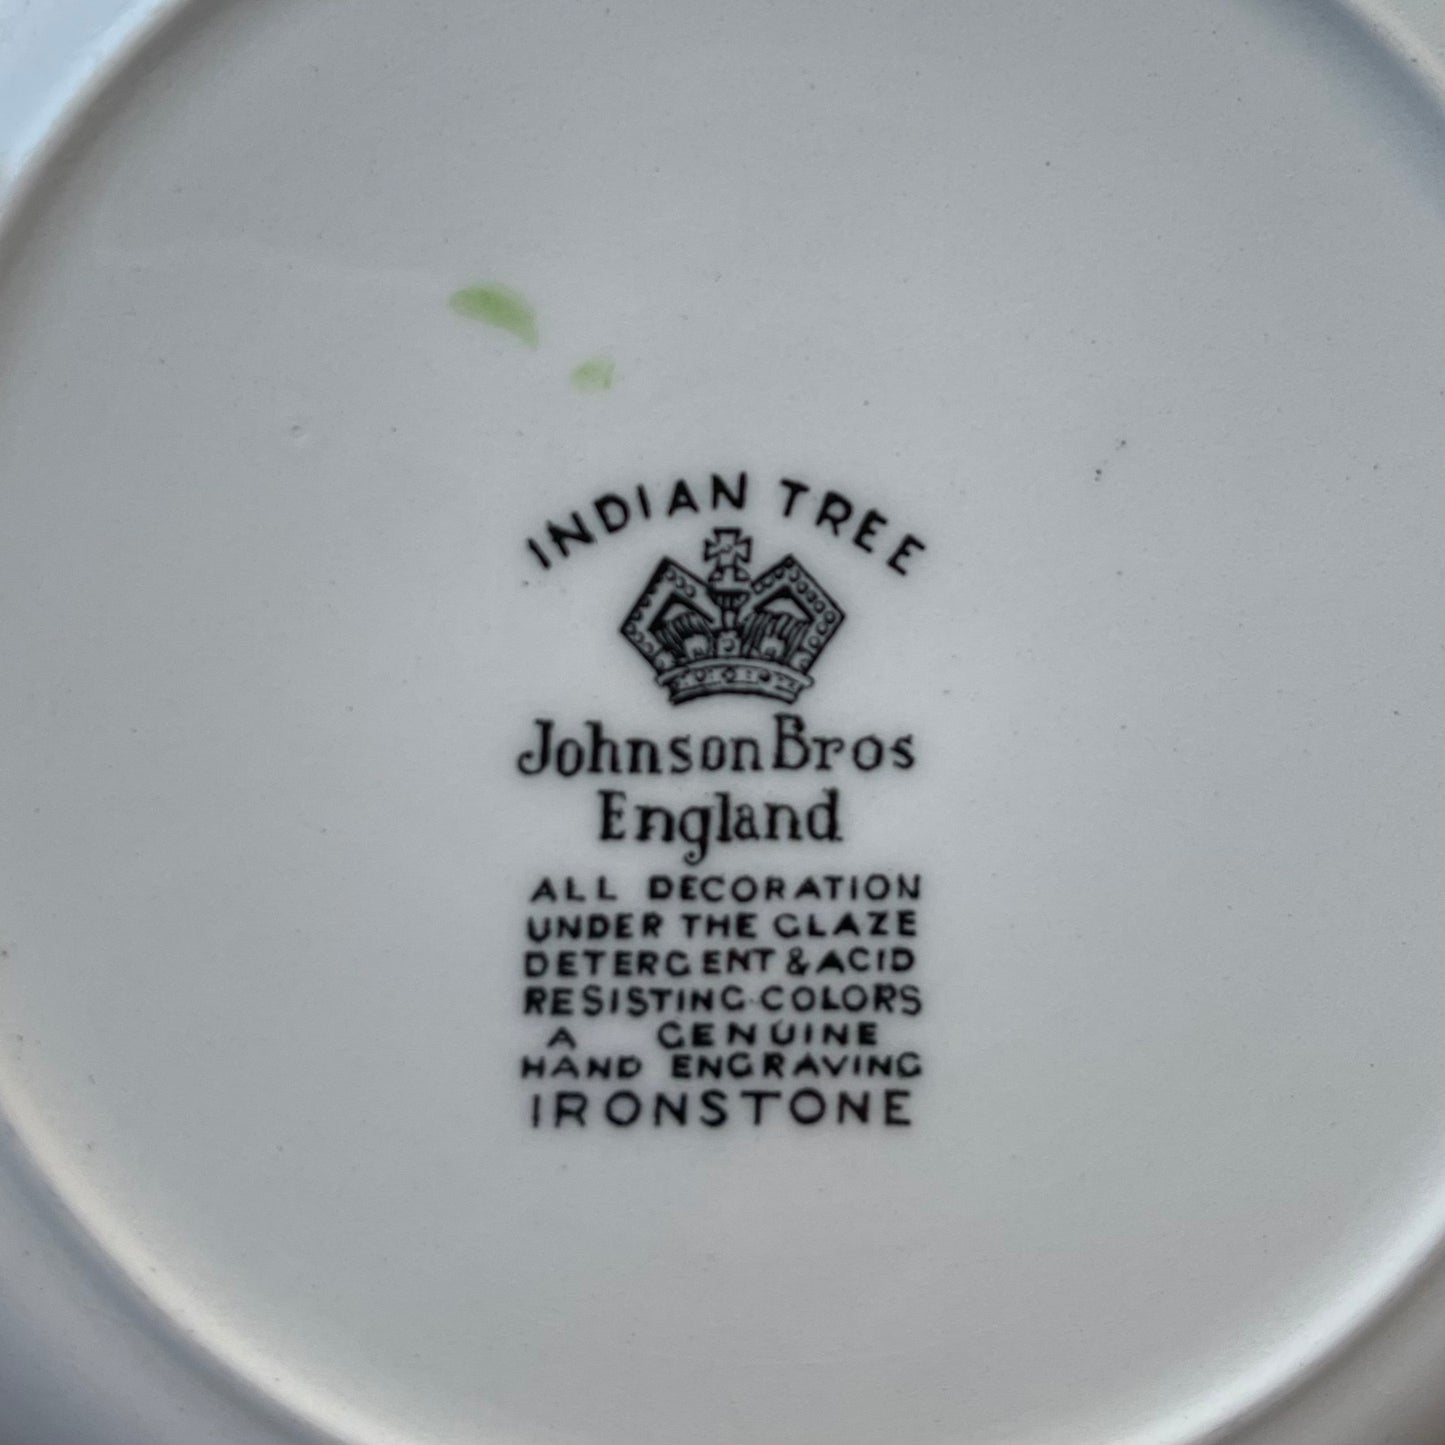 INDIAN TREE
Johnson Bros
England
ALL DECORATION
UNDER THE GLAZE
DETERGENT & ACID
RESISTING·COLORS
A GENUINE
HAND ENGRAVING
IRONSTONE